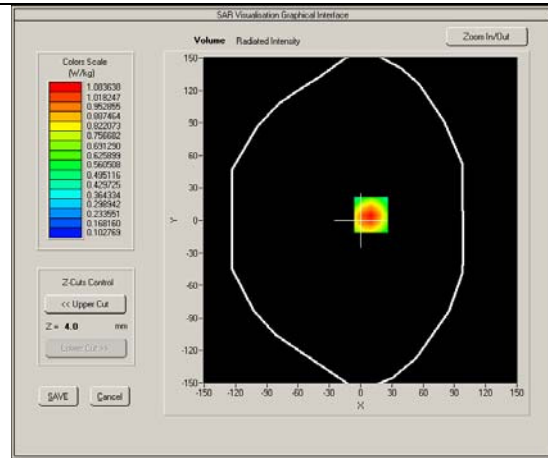 SAR Visualisation Graphical Interface
Volume Radiated Intensity
Zoom In/Out
Colors Scale
(W/kg)
1.083638
1.018247
0.952855
0.887464
0.822073
0.756682
0.691290
0.625899
0.560508
0.495116
0.429725
0.364334
0.298942
0.233551
0.168160
0.102769
Z-Cuts Control
<< Upper Cut
Z = 4.0 mm
Lower Cut >>
SAVE Cancel
150
120
90
60
30
0
-30
-60
-90
-120
-150
Y
-150 -120 -90 -60 -30 0 30 60 90 120 150
X